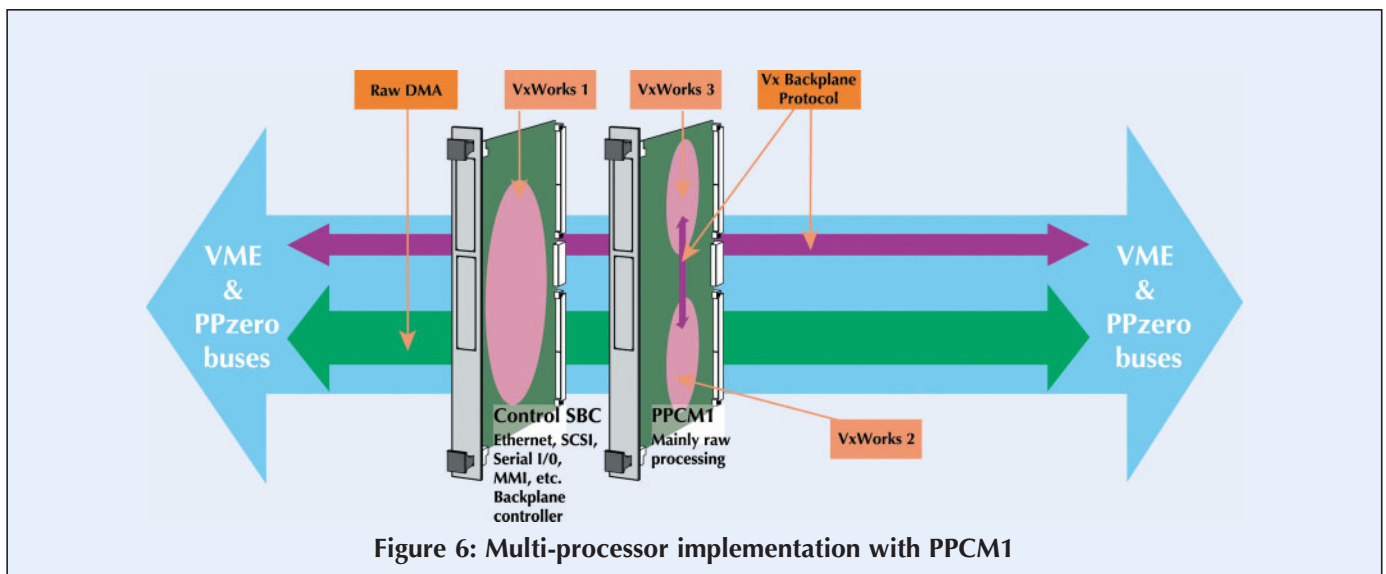 Raw DMA
VxWorks 1
VxWorks 3
Vx Backplane
Protocol
VME
&
PPzero
buses
VME
&
PPzero
buses
Control SBC
Ethernet, SCSI,
Serial I/0,
MMI, etc.
Backplane
controller
PPCM1
Mainly raw
processing
VxWorks 2
Figure 6: Multi-processor implementation with PPCM1